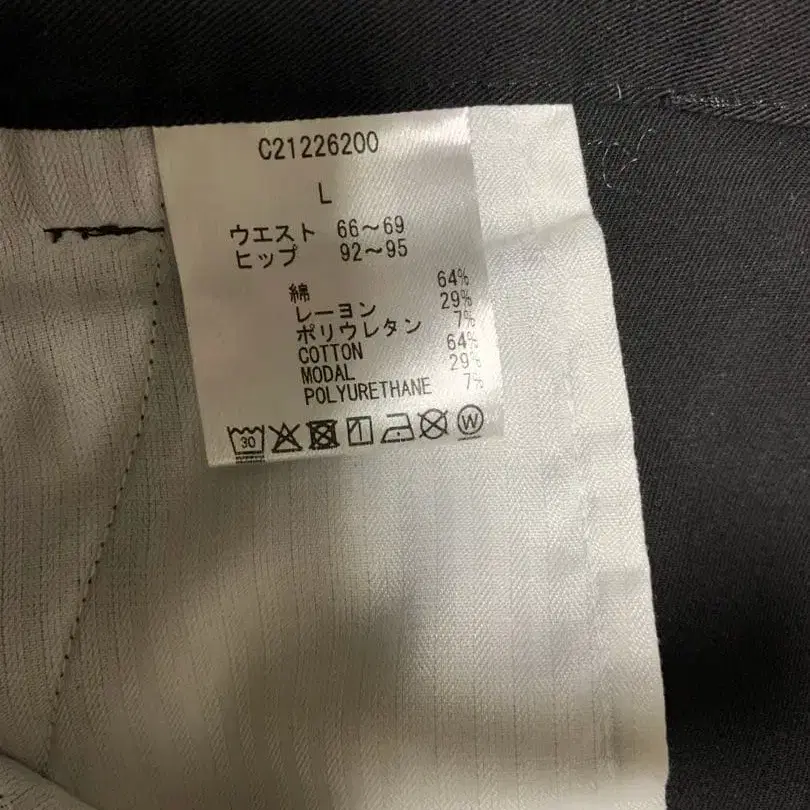 C21226200
L
ウエスト 66～69
ヒップ 92～95
綿 64%
レーヨン 29%
ポリウレタン 7%
COTTON 64%
MODAL 29%
POLYURETHANE 7%
30 W